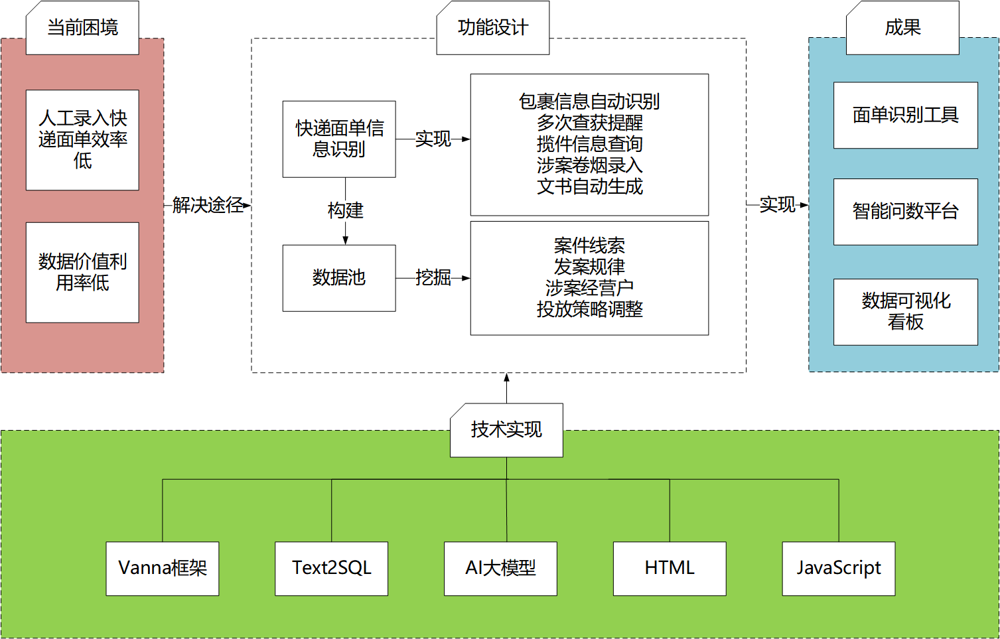 当前困境
人工录入快
递面单效率
低
数据价值利
用率低
解决途径
功能设计
快递面单信
息识别
实现
包裹信息自动识别
多次查获提醒
揽件信息查询
涉案卷烟录入
文书自动生成
构建
数据池
挖掘
案件线索
发案规律
涉案经营户
投放策略调整
实现
成果
面单识别工具
智能问数平台
数据可视化
看板
技术实现
Vanna框架
Text2SQL
AI大模型
HTML
JavaScript